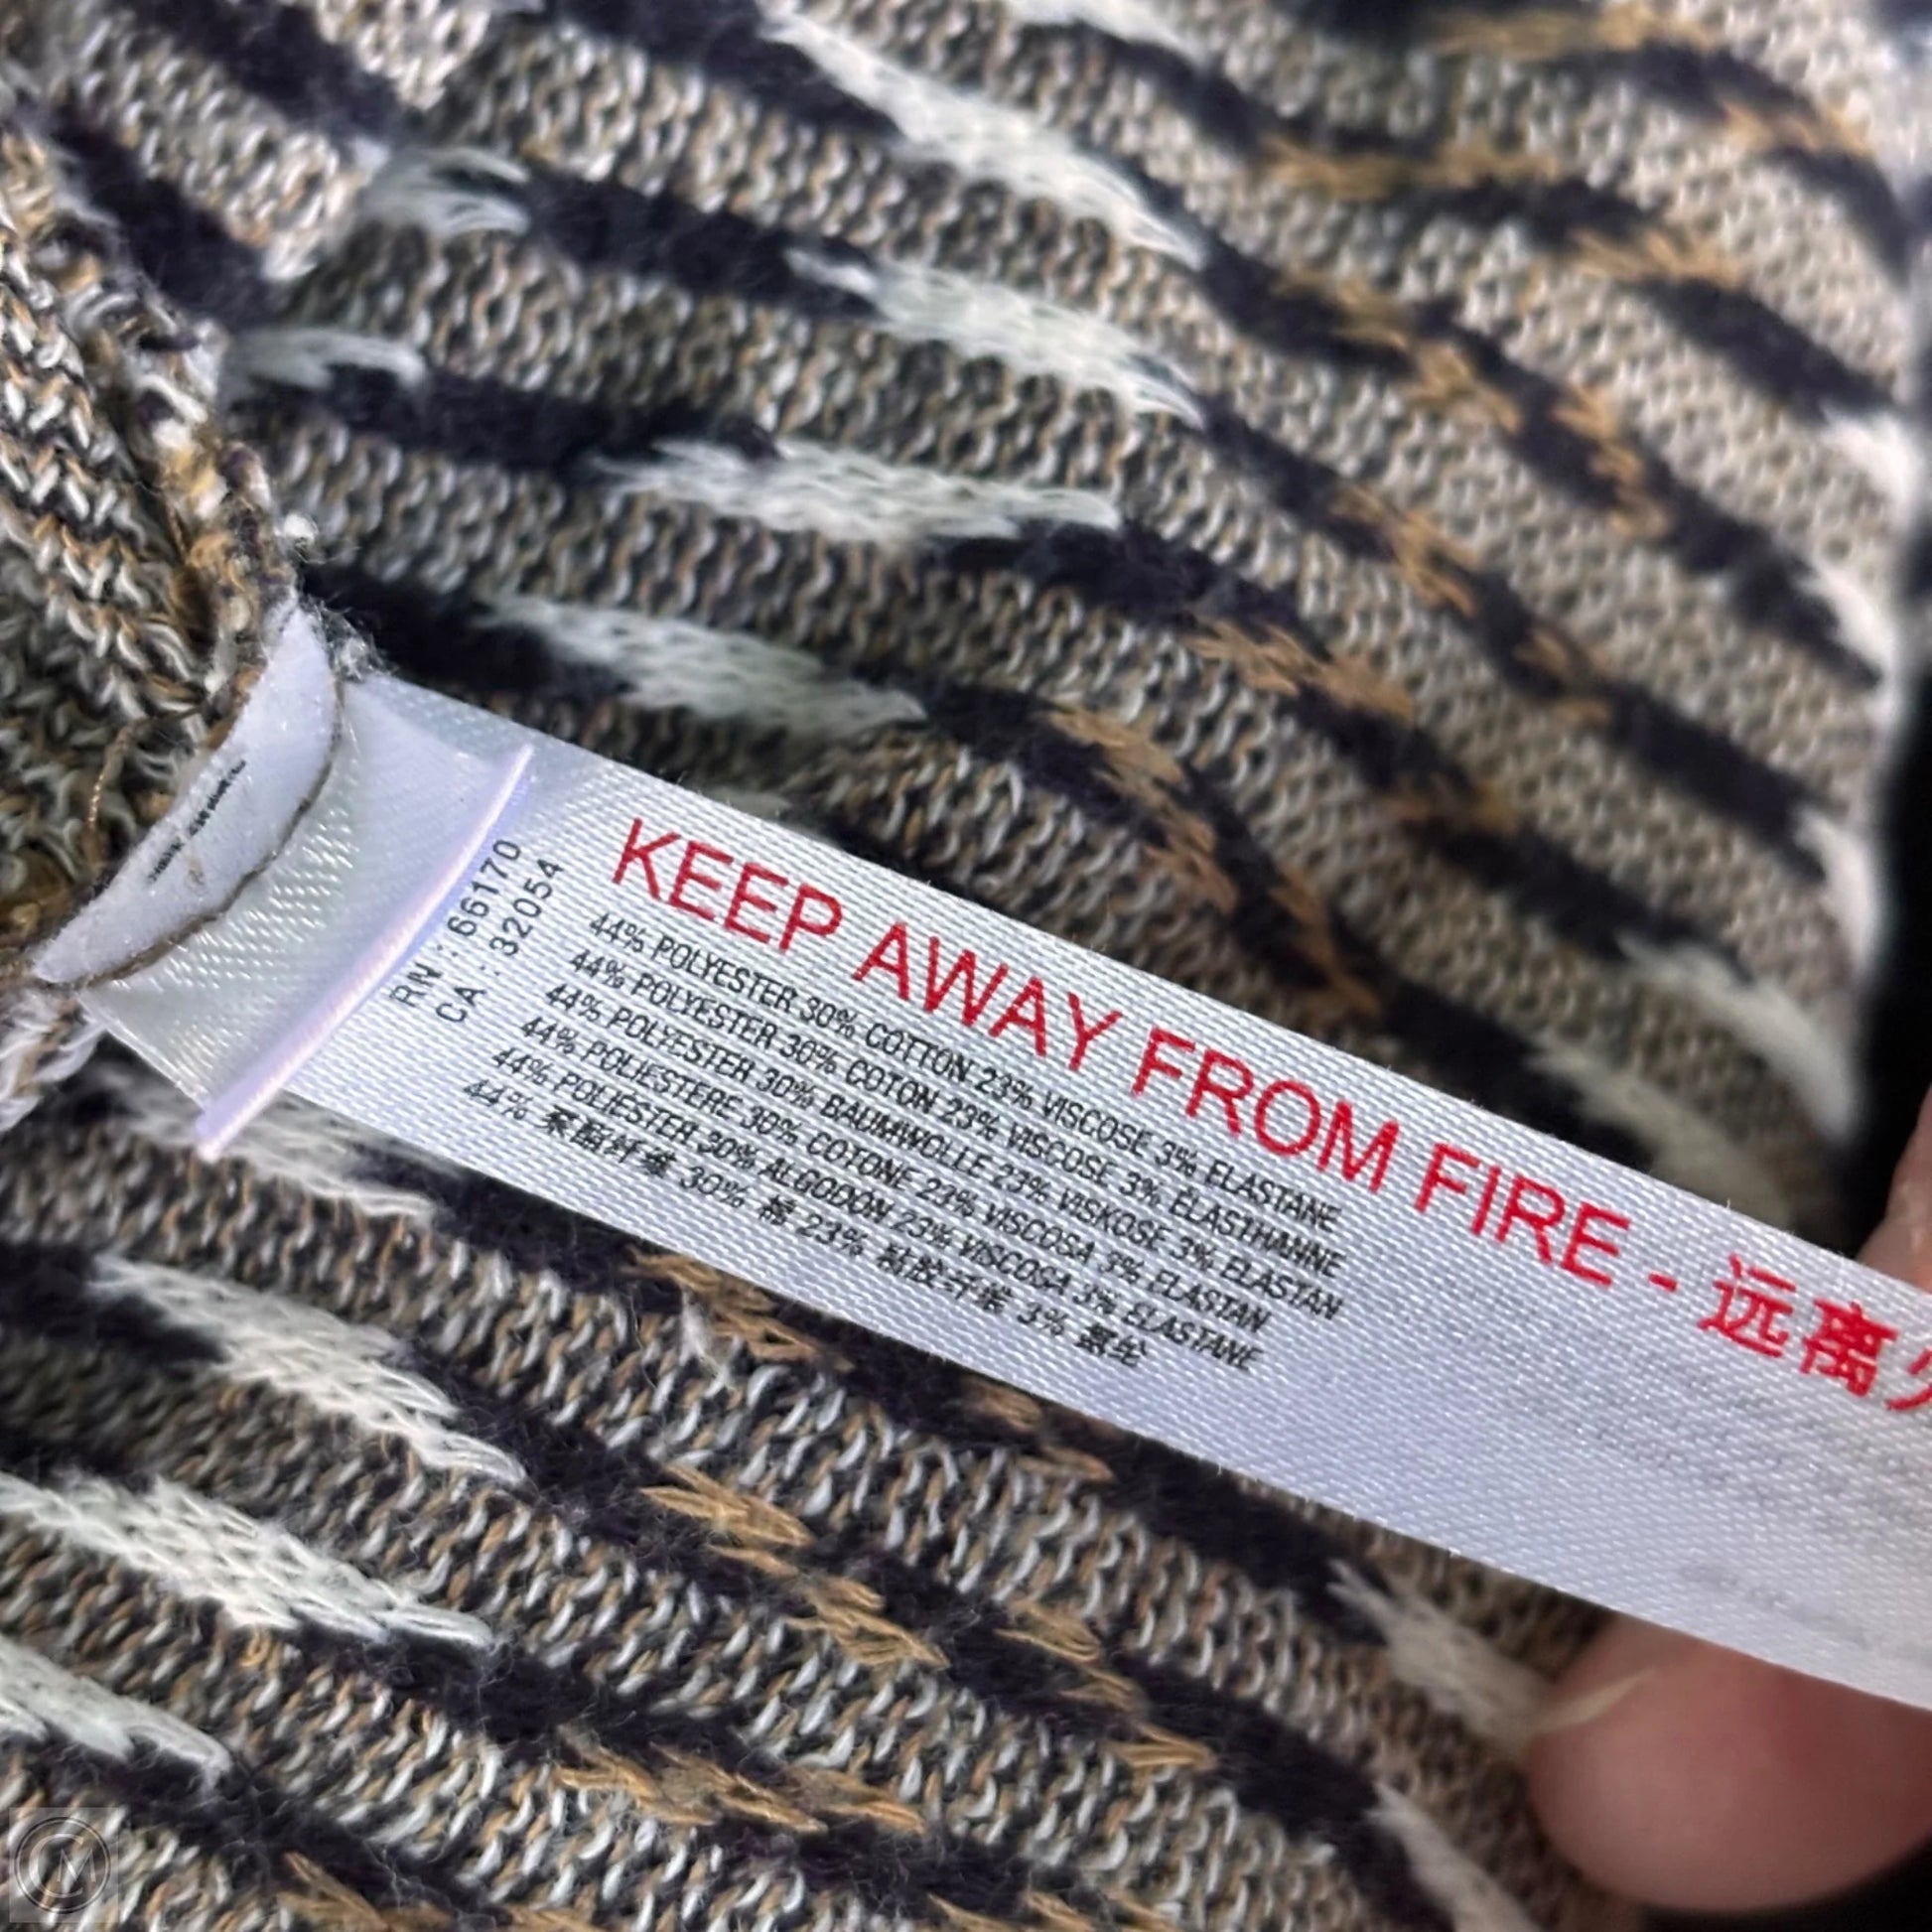 RN : 66170
CA : 32054
KEEP AWAY FROM FIRE - 远离
44% POLYESTER 30% COTTON 23% VISCOSE 3% ELASTANE
44% POLYESTER 30% COTON 23% VISCOSE 3% ÉLASTHANNE
44% POLYESTER 30% BAUMWOLLE 23% VISKOSE 3% ELASTAN
44% POLIESTERE 30% COTONE 23% VISCOSA 3% ELASTAN
44% POLIÉSTER 30% ALGODÓN 23% VISCOSA 3% ELASTANE
44% 聚酯纤维 30% 棉 23% 粘胶纤维 3% 氨纶